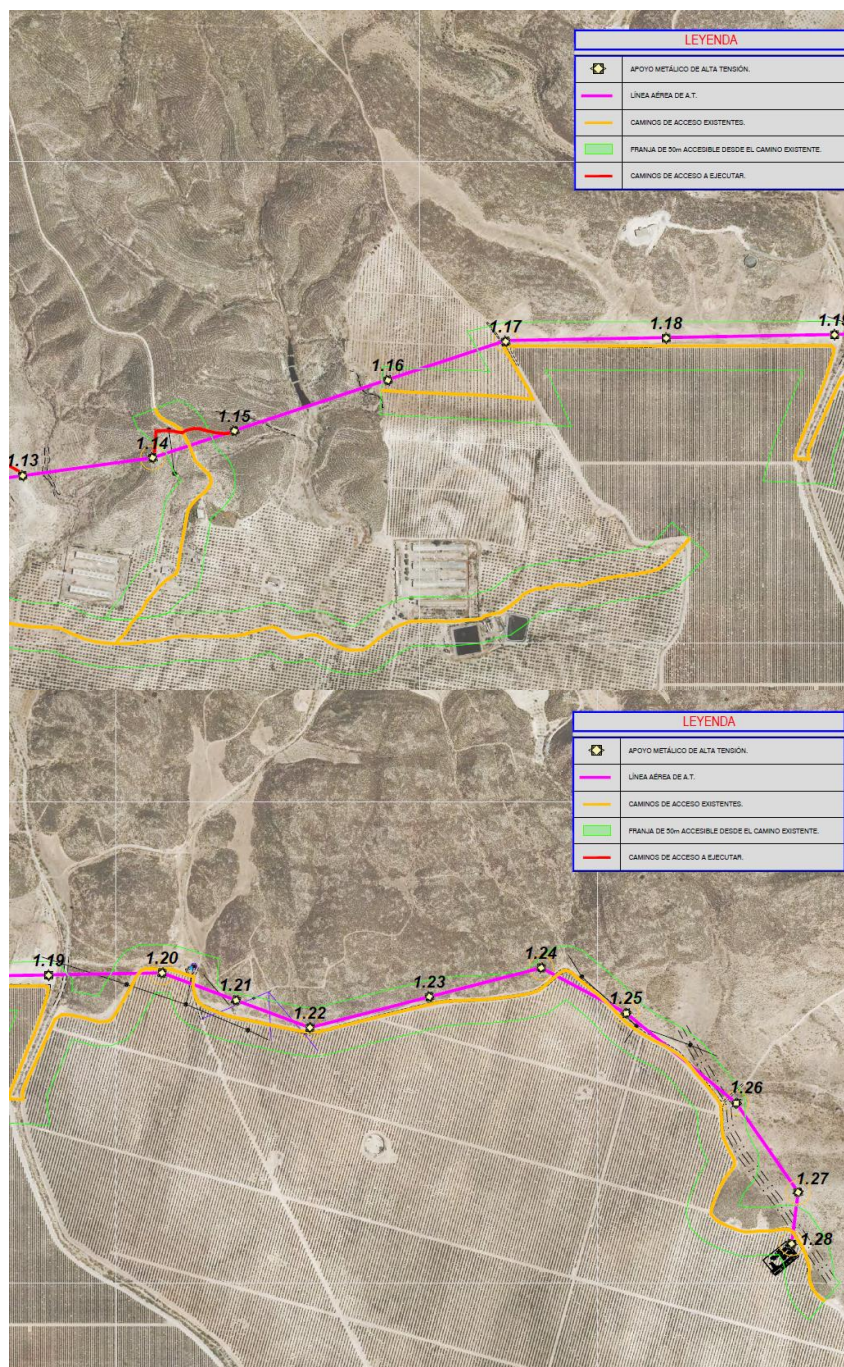 LEYENDA
APOYO METÁLICO DE ALTA TENSIÓN.
LÍNEA AÉREA DE A.T.
CAMINOS DE ACCESO EXISTENTES.
FRANJA DE 50m ACCESIBLE DESDE EL CAMINO EXISTENTE.
CAMINOS DE ACCESO A EJECUTAR.
1.17
1.18
1.19
1.16
1.15
1.14
1.13
LEYENDA
APOYO METÁLICO DE ALTA TENSIÓN.
LÍNEA AÉREA DE A.T.
CAMINOS DE ACCESO EXISTENTES.
FRANJA DE 50m ACCESIBLE DESDE EL CAMINO EXISTENTE.
CAMINOS DE ACCESO A EJECUTAR.
1.19
1.20
1.21
1.22
1.23
1.24
1.25
1.26
1.27
1.28